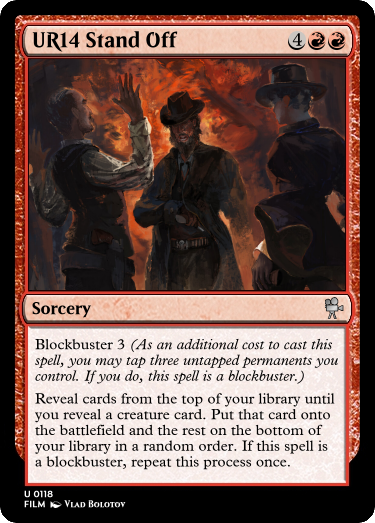 UR14 Stand Off 4
Sorcery
Blockbuster 3 (As an additional cost to cast this
spell, you may tap three untapped permanents you
control. If you do, this spell is a blockbuster.)
Reveal cards from the top of your library until
you reveal a creature card. Put that card onto
the battlefield and the rest on the bottom of
your library in a random order. If this spell is
a blockbuster, repeat this process once.
U 0118
FILM Vlad Bolotov